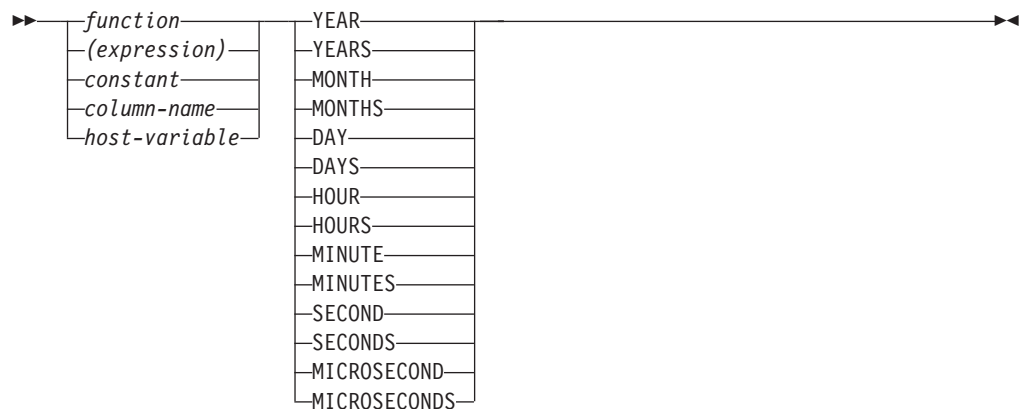 function
(expression)
constant
column-name
host-variable
YEAR
YEARS
MONTH
MONTHS
DAY
DAYS
HOUR
HOURS
MINUTE
MINUTES
SECOND
SECONDS
MICROSECOND
MICROSECONDS